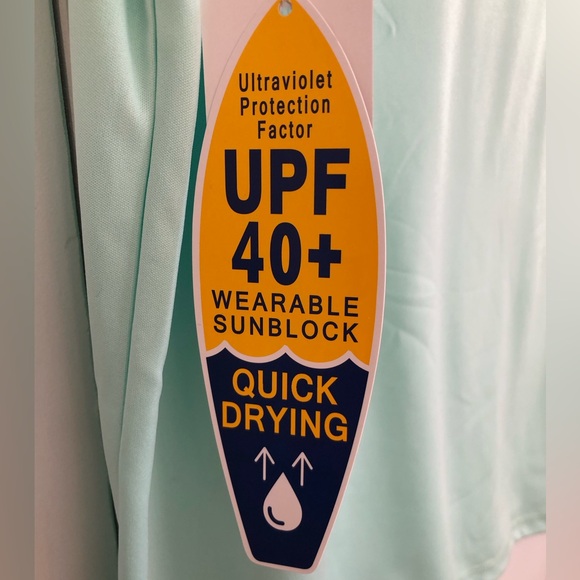 Ultraviolet
Protection
Factor
UPF
40+
WEARABLE
SUNBLOCK
QUICK
DRYING